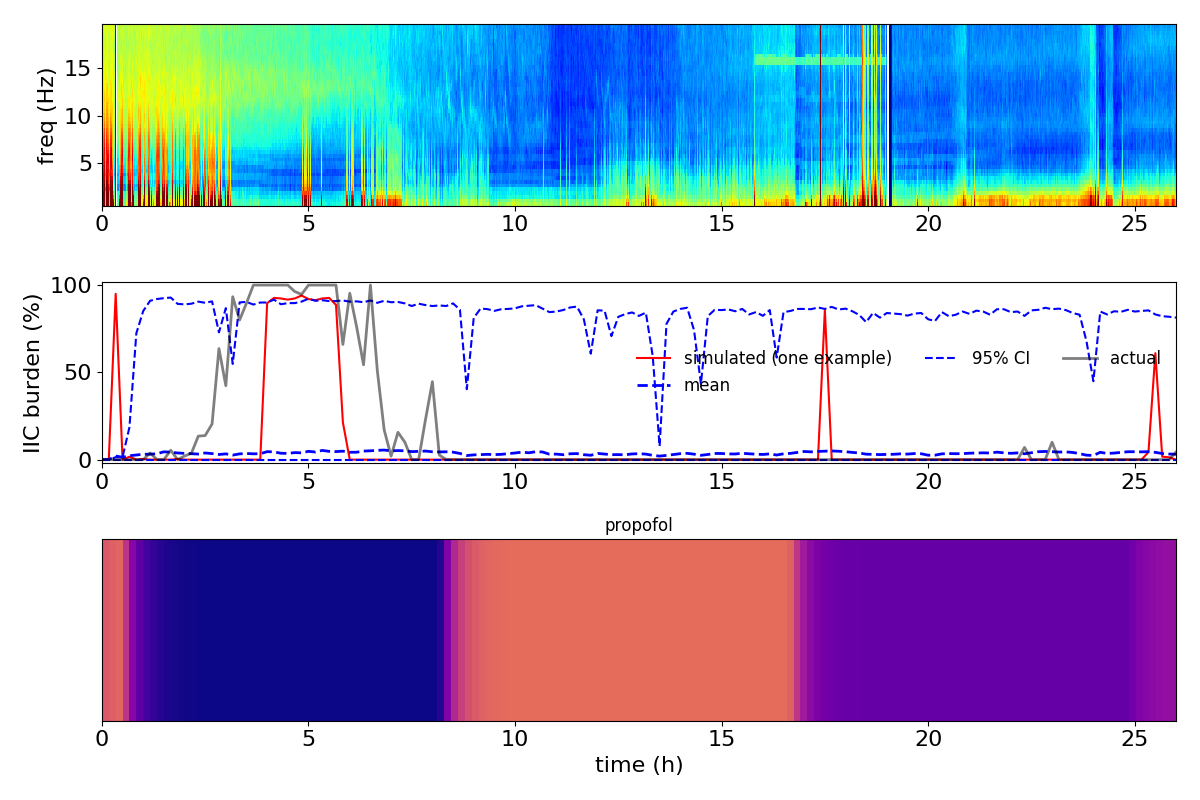 freq (Hz)
15
10
5
0 5 10 15 20 25
IIC burden (%)
100
50
0
simulated (one example) 95% CI actual
mean
0 5 10 15 20 25
propofol
0 5 10 15 20 25
time (h)